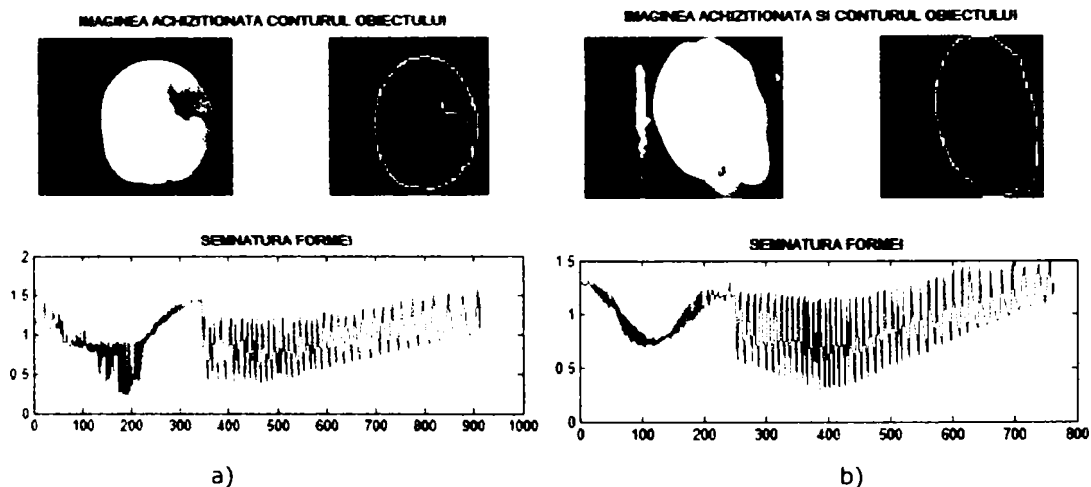 IMAGINEA ACHIZITIONATA CONTURUL OBIECTULUI
IMAGINEA ACHIZITIONATA SI CONTURUL OBIECTULUI
SEMNATURA FORMEI
2
1 5
1
0 5
0
0 100 200 300 400 500 600 700 800 900 1000
a)
SEMNATURA FORMEI
1 5
1
0 5
0
0 100 200 300 400 500 600 700 800
b)